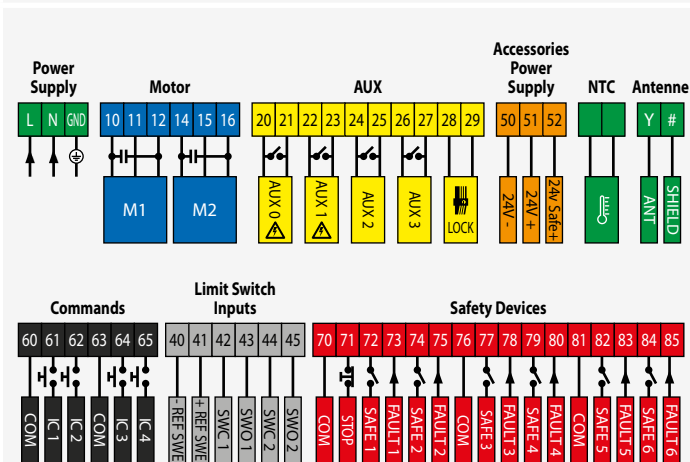 Power
Supply
Motor
AUX
Accessories
Power
Supply
NTC
Antenne
L N GND
10 11 12 14 15 16
20 21 22 23 24 25 26 27 28 29
50 51 52
Y #
M1
M2
AUX 0
AUX 1
AUX 2
AUX 3
LOCK
24V -
24V +
24v Safe+
ANT
SHIELD
Commands
Limit Switch
Inputs
Safety Devices
60 61 62 63 64 65
40 41 42 43 44 45
70 71 72 73 74 75 76 77 78 79 80 81 82 83 84 85
COM
IC 1
IC 2
COM
IC 3
IC 4
- REF SWE
+ REF SWE
SWC 1
SWO 1
SWC 2
SWO 2
COM
STOP
SAFE 1
FAULT 1
SAFE 2
FAULT 2
COM
SAFE 3
FAULT 3
SAFE 4
FAULT 4
COM
SAFE 5
FAULT 5
SAFE 6
FAULT 6